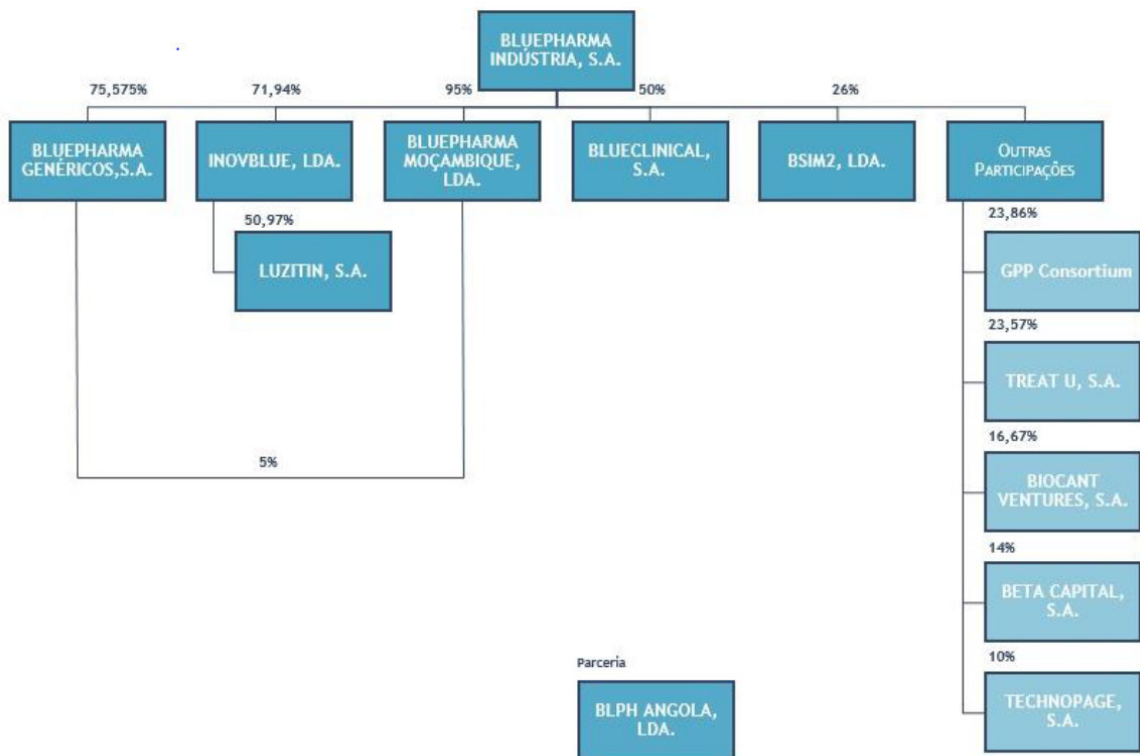 BLUEPHARMA
INDÚSTRIA, S.A.
75,575%
71,94%
95%
50%
26%
BLUEPHARMA
GENÉRICOS,S.A.
INOVBLUE, LDA.
BLUEPHARMA
MOÇAMBIQUE,
LDA.
BLUECLINICAL,
S.A.
BSIM2, LDA.
OUTRAS
PARTICIPAÇÕES
50,97%
LUZITIN, S.A.
23,86%
GPP Consortium
23,57%
TREAT U, S.A.
16,67%
BIOCANT
VENTURES, S.A.
5%
14%
BETA CAPITAL,
S.A.
10%
TECHNOPAGE,
S.A.
Parceria
BLPH ANGOLA,
LDA.